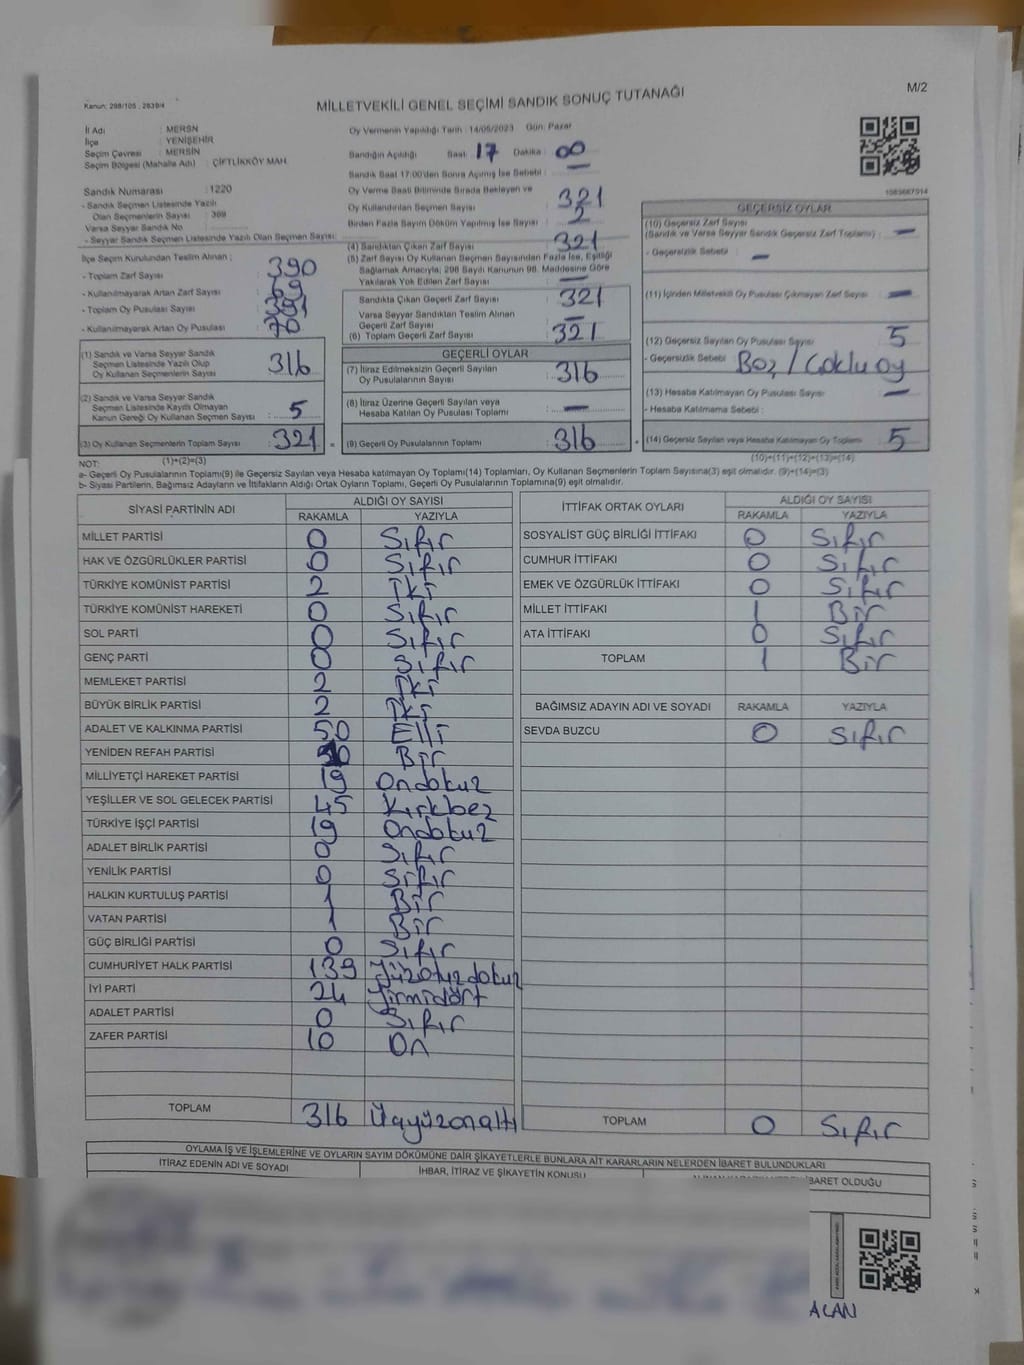 Kanun: 298/105 , 2839/4
M/2
MİLLETVEKİLİ GENEL SEÇİMİ SANDIK SONUÇ TUTANAĞI
İl Adı : MERSN
İlçe : YENİŞEHİR
Seçim Çevresi : MERSİN
Seçim Bölgesi (Mahalle Adı) : ÇİFTLİKKÖY MAH.
Sandık Numarası : 1220
- Sandık Seçmen Listesinde Yazılı
Olan Seçmenlerin Sayısı : 369
Varsa Seyyar Sandık No
- Seyyar Sandık Seçmen Listesinde Yazılı Olan Seçmen Sayısı:
Oy Vermenin Yapıldığı Tarih : 14/05/2023 Gün: Pazar
Sandığın Açıldığı Saat : 17 Dakika : 00
Sandık Saat 17:00'den Sonra Açılmış İse Sebebi : —
Oy Verme Saati Bitiminde Sırada Bekleyen ve
Oy Kullandırılan Seçmen Sayısı : 321
Birden Fazla Sayım Döküm Yapılmış İse Sayısı : 2
İlçe Seçim Kurulundan Teslim Alınan ;
- Toplam Zarf Sayısı : 390
- Kullanılmayarak Artan Zarf Sayısı : 69
- Toplam Oy Pusulası Sayısı : 391
- Kullanılmayarak Artan Oy Pusulası : 70
(1) Sandık ve Varsa Seyyar Sandık
Seçmen Listesinde Yazılı Olup
Oy Kullanan Seçmenlerin Sayısı : 316
(2) Sandık ve Varsa Seyyar Sandık
Seçmen Listesinde Kayıtlı Olmayan
Kanun Gereği Oy Kullanan Seçmen Sayısı : 5
(3) Oy Kullanan Seçmenlerin Toplam Sayısı : 321
(1)+(2)=(3)
(4) Sandıktan Çıkan Zarf Sayısı : 321
(5) Zarf Sayısı Oy Kullanan Seçmen Sayısından Fazla İse, Eşitliği
Sağlamak Amacıyla; 298 Sayılı Kanunun 98. Maddesine Göre
Yakılarak Yok Edilen Zarf Sayısı : —
Sandıkta Çıkan Geçerli Zarf Sayısı : 321
Varsa Seyyar Sandıktan Teslim Alınan
Geçerli Zarf Sayısı : —
(6) Toplam Geçerli Zarf Sayısı : 321
GEÇERLİ OYLAR
(7) İtiraz Edilmeksizin Geçerli Sayılan
Oy Pusulalarının Sayısı : 316
(8) İtiraz Üzerine Geçerli Sayılan veya
Hesaba Katılan Oy Pusulası Toplamı : —
(9) Geçerli Oy Pusulalarının Toplamı : 316
1585667514
GEÇERSİZ OYLAR
(10) Geçersiz Zarf Sayısı
(Sandık ve Varsa Seyyar Sandık Geçersiz Zarf Toplamı) : —
- Geçersizlik Sebebi : —
(11) İçinden Milletvekili Oy Pusulası Çıkmayan Zarf Sayısı : —
(12) Geçersiz Sayılan Oy Pusulası Sayısı : 5
- Geçersizlik Sebebi : Boş / Çoklu oy
(13) Hesaba Katılmayan Oy Pusulası Sayısı : —
- Hesaba Katılmama Sebebi :
(14) Geçersiz Sayılan veya Hesaba Katılmayan Oy Toplamı : 5
(10)+(11)+(12)+(13)=(14)
NOT:
a- Geçerli Oy Pusulalarının Toplamı(9) ile Geçersiz Sayılan veya Hesaba katılmayan Oy Toplamı(14) Toplamları, Oy Kullanan Seçmenlerin Toplam Sayısına(3) eşit olmalıdır. (9)+(14)=(3)
b- Siyasi Partilerin, Bağımsız Adayların ve İttifakların Aldığı Ortak Oyların Toplamı, Geçerli Oy Pusulalarının Toplamına(9) eşit olmalıdır.
SİYASİ PARTİNİN ADI ALDIĞI OY SAYISI
RAKAMLA YAZIYLA
MİLLET PARTİSİ 0 Sıfır
HAK VE ÖZGÜRLÜKLER PARTİSİ 0 Sıfır
TÜRKİYE KOMÜNİST PARTİSİ 2 İki
TÜRKİYE KOMÜNİST HAREKETİ 0 Sıfır
SOL PARTİ 0 Sıfır
GENÇ PARTİ 0 Sıfır
MEMLEKET PARTİSİ 2 İki
BÜYÜK BİRLİK PARTİSİ 2 İki
ADALET VE KALKINMA PARTİSİ 50 Elli
YENİDEN REFAH PARTİSİ Bir
MİLLİYETÇİ HAREKET PARTİSİ 19 Ondokuz
YEŞİLLER VE SOL GELECEK PARTİSİ 45 Kırkbeş
TÜRKİYE İŞÇİ PARTİSİ 19 Ondokuz
ADALET BİRLİK PARTİSİ 0 Sıfır
YENİLİK PARTİSİ 0 Sıfır
HALKIN KURTULUŞ PARTİSİ 1 Bir
VATAN PARTİSİ 1 Bir
GÜÇ BİRLİĞİ PARTİSİ 0 Sıfır
CUMHURİYET HALK PARTİSİ 139 Yüzotuzdokuz
İYİ PARTİ 24 Yirmidört
ADALET PARTİSİ 0 Sıfır
ZAFER PARTİSİ 10 On
TOPLAM 316 Üçyüzonaltı
İTTİFAK ORTAK OYLARI ALDIĞI OY SAYISI
RAKAMLA YAZIYLA
SOSYALİST GÜÇ BİRLİĞİ İTTİFAKI 0 Sıfır
CUMHUR İTTİFAKI 0 Sıfır
EMEK VE ÖZGÜRLÜK İTTİFAKI 0 Sıfır
MİLLET İTTİFAKI 1 Bir
ATA İTTİFAKI 0 Sıfır
TOPLAM 1 Bir
BAĞIMSIZ ADAYIN ADI VE SOYADI RAKAMLA YAZIYLA
SEVDA BUZCU 0 Sıfır
TOPLAM 0 Sıfır
OYLAMA İŞ VE İŞLEMLERİNE VE OYLARIN SAYIM DÖKÜMÜNE DAİR ŞİKAYETLERLE BUNLARA AİT KARARLARIN NELERDEN İBARET BULUNDUKLARI
İTİRAZ EDENİN ADI VE SOYADI İHBAR, İTİRAZ VE ŞİKAYETİN KONUSU İBARET OLDUĞU
ALAN